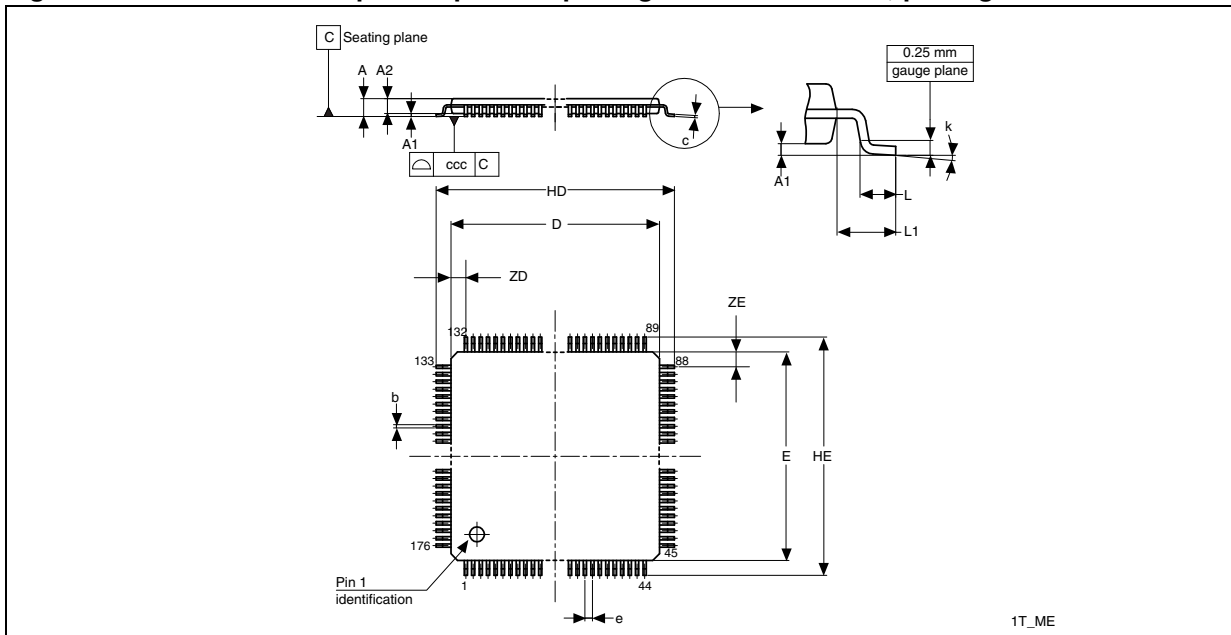 C Seating plane
A A2
0.25 mm
gauge plane
k
c
A1
ccc C
A1
L
L1
HD
D
ZD
ZE
132
89
133
88
b
E
HE
176
45
Pin 1
identification
1
44
e
1T_ME